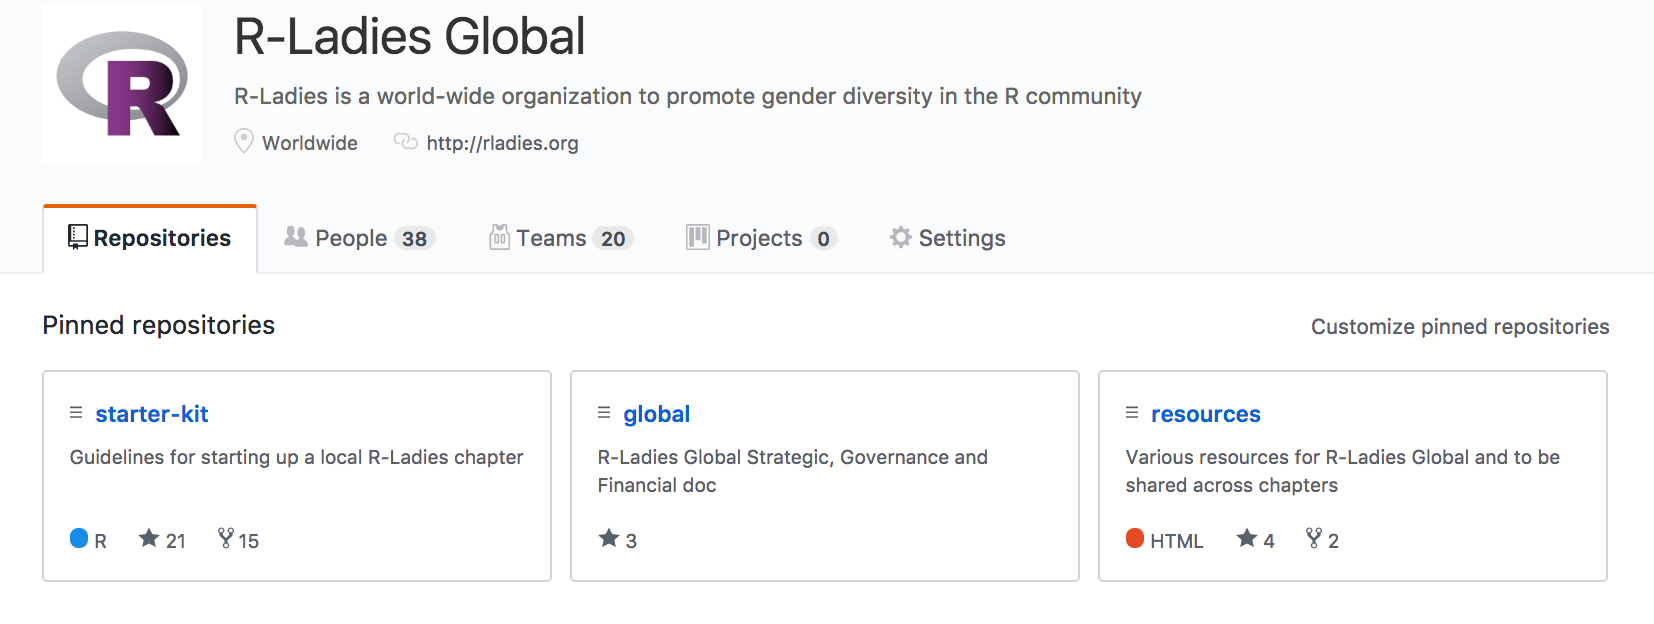 R
R-Ladies Global
R-Ladies is a world-wide organization to promote gender diversity in the R community
Worldwide http://rladies.org
Repositories People 38 Teams 20 Projects 0 Settings
Pinned repositories Customize pinned repositories
starter-kit
Guidelines for starting up a local R-Ladies chapter
R 21 15
global
R-Ladies Global Strategic, Governance and
Financial doc
3
resources
Various resources for R-Ladies Global and to be
shared across chapters
HTML 4 2